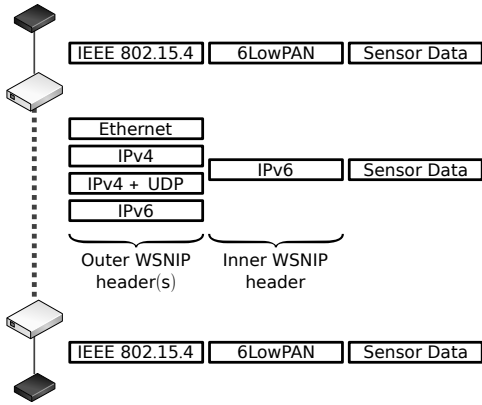 IEEE 802.15.4 6LowPAN Sensor Data
Ethernet
IPv4
IPv4 + UDP
IPv6
IPv6 Sensor Data
Outer WSNIP
header(s)
Inner WSNIP
header
IEEE 802.15.4 6LowPAN Sensor Data